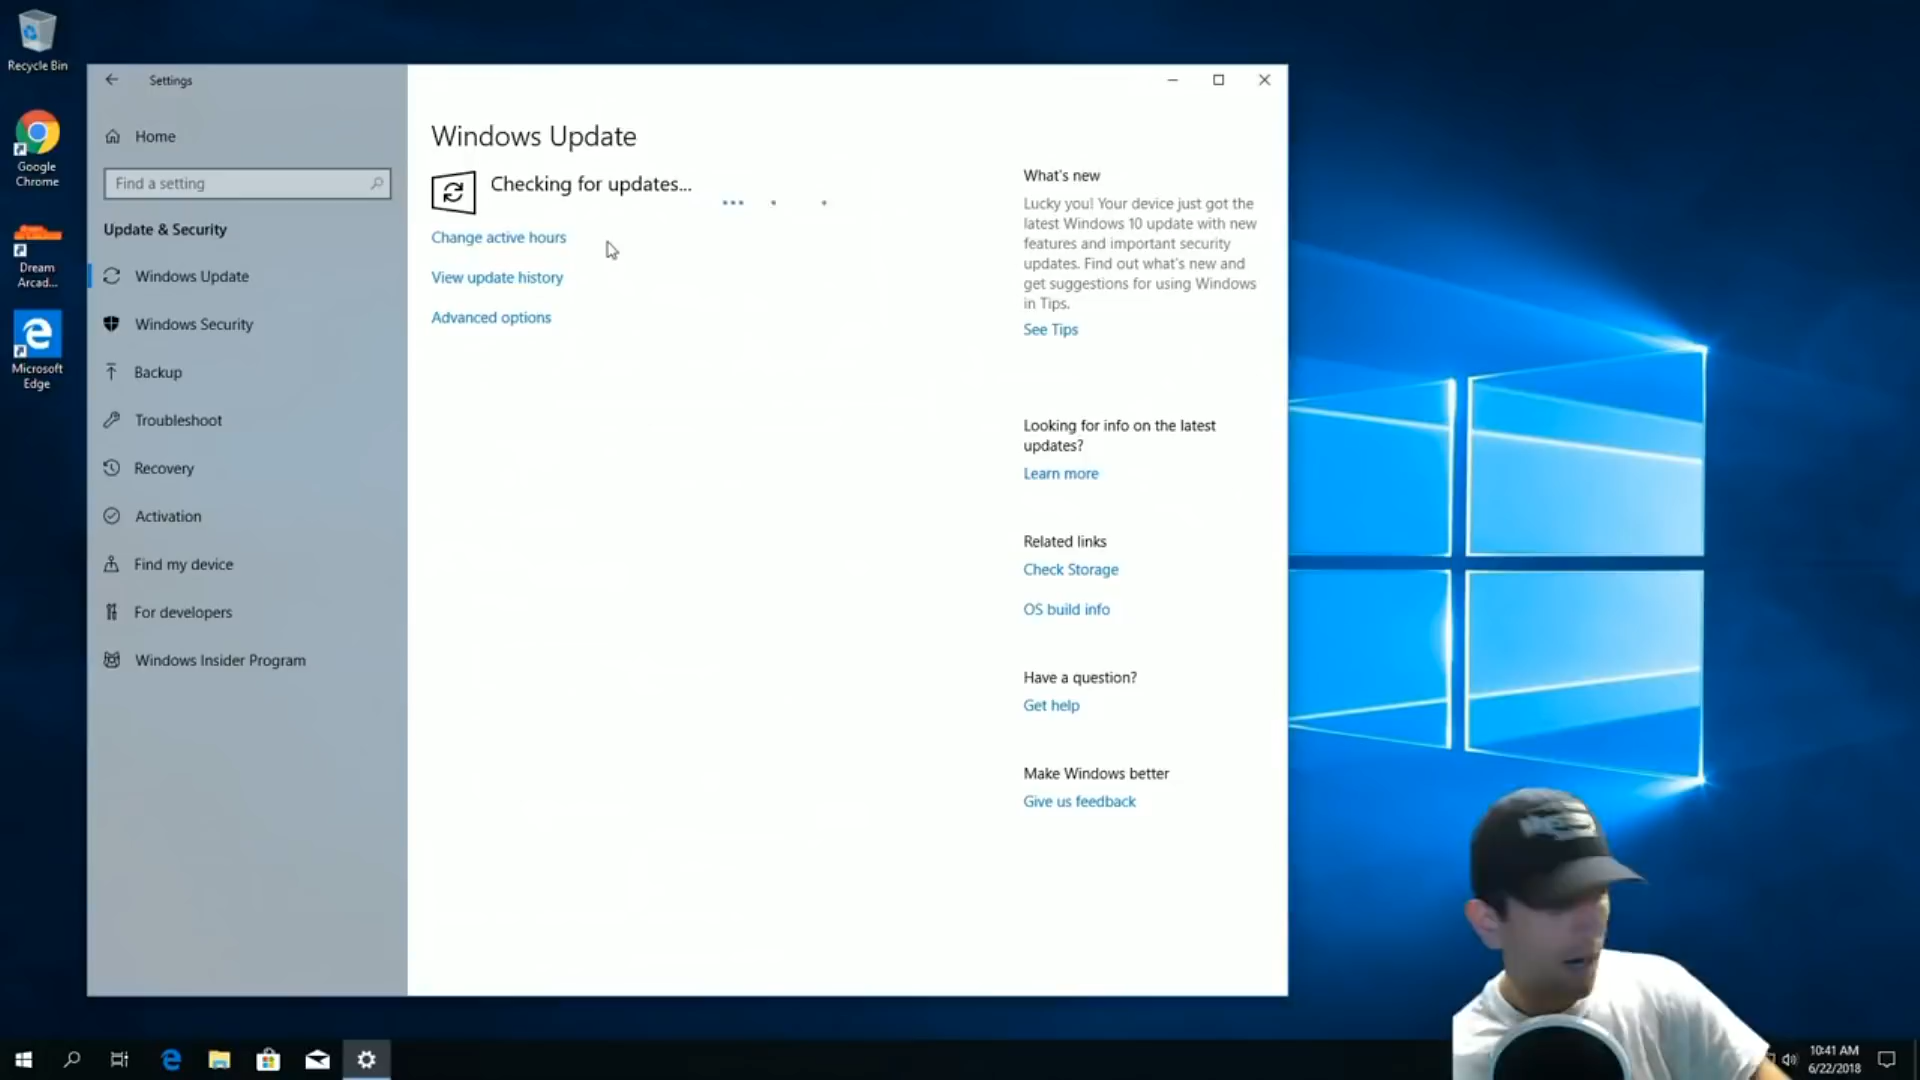 Recycle Bin
Google
Chrome
Dream
Arcad...
Microsoft
Edge
Settings
Home
Find a setting
Update & Security
Windows Update
Windows Security
Backup
Troubleshoot
Recovery
Activation
Find my device
For developers
Windows Insider Program
Windows Update
Checking for updates...
Change active hours
View update history
Advanced options
What's new
Lucky you! Your device just got the
latest Windows 10 update with new
features and important security
updates. Find out what's new and
get suggestions for using Windows
in Tips.
See Tips
Looking for info on the latest
updates?
Learn more
Related links
Check Storage
OS build info
Have a question?
Get help
Make Windows better
Give us feedback
10:41 AM
6/22/2018